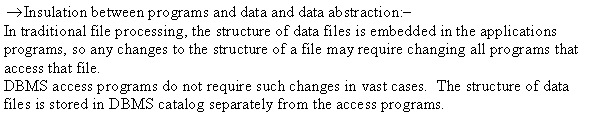 →Insulation between programs and data and data abstraction:–
In traditional file processing, the structure of data files is embedded in the applications
programs, so any changes to the structure of a file may require changing all programs that
access that file.
DBMS access programs do not require such changes in vast cases.  The structure of data
files is stored in DBMS catalog separately from the access programs.